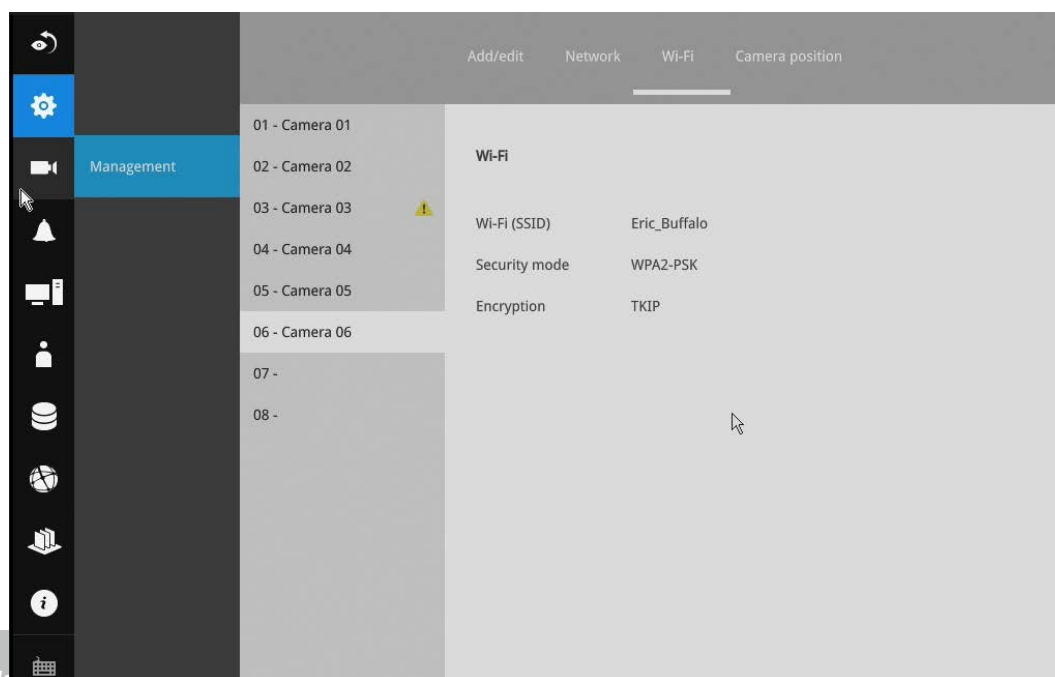 Add/edit Network Wi-Fi Camera position
Management
01 - Camera 01
02 - Camera 02
03 - Camera 03
04 - Camera 04
05 - Camera 05
06 - Camera 06
07 -
08 -
Wi-Fi
Wi-Fi (SSID) Eric_Buffalo
Security mode WPA2-PSK
Encryption TKIP